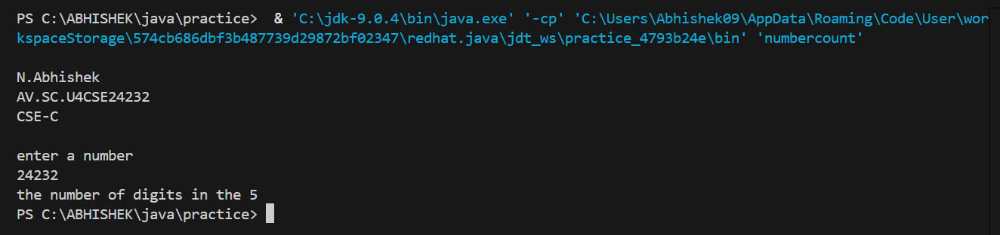 PS C:\ABHISHEK\java\practice>  & 'C:\jdk-9.0.4\bin\java.exe' '-cp' 'C:\Users\Abhishek09\AppData\Roaming\Code\User\wor
kspaceStorage\574cb686dbf3b487739d29872bf02347\redhat.java\jdt_ws\practice_4793b24e\bin' 'numbercount'
N.Abhishek
AV.SC.U4CSE24232
CSE-C
enter a number
24232
the number of digits in the 5
PS C:\ABHISHEK\java\practice>